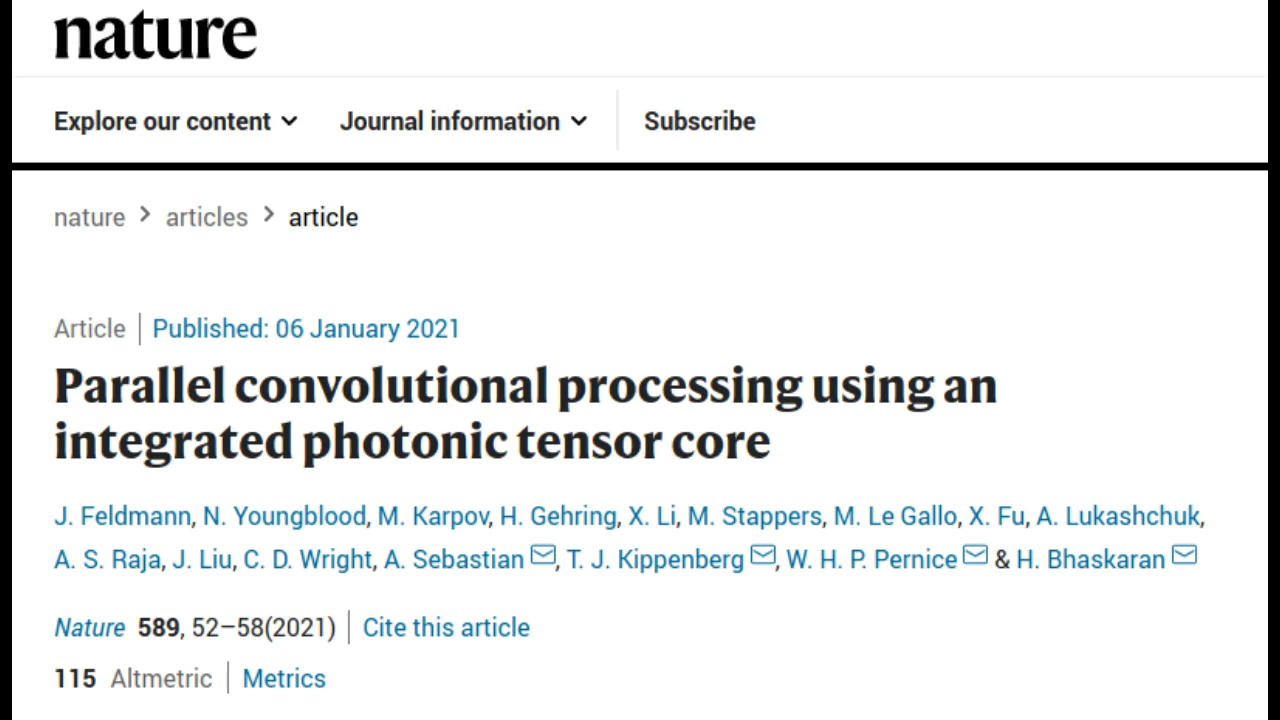 nature
Explore our content Journal information Subscribe
nature > articles > article
Article | Published: 06 January 2021
Parallel convolutional processing using an
integrated photonic tensor core
J. Feldmann, N. Youngblood, M. Karpov, H. Gehring, X. Li, M. Stappers, M. Le Gallo, X. Fu, A. Lukashchuk,
A. S. Raja, J. Liu, C. D. Wright, A. Sebastian, T. J. Kippenberg, W. H. P. Pernice & H. Bhaskaran
Nature 589, 52–58(2021) | Cite this article
115 Altmetric | Metrics